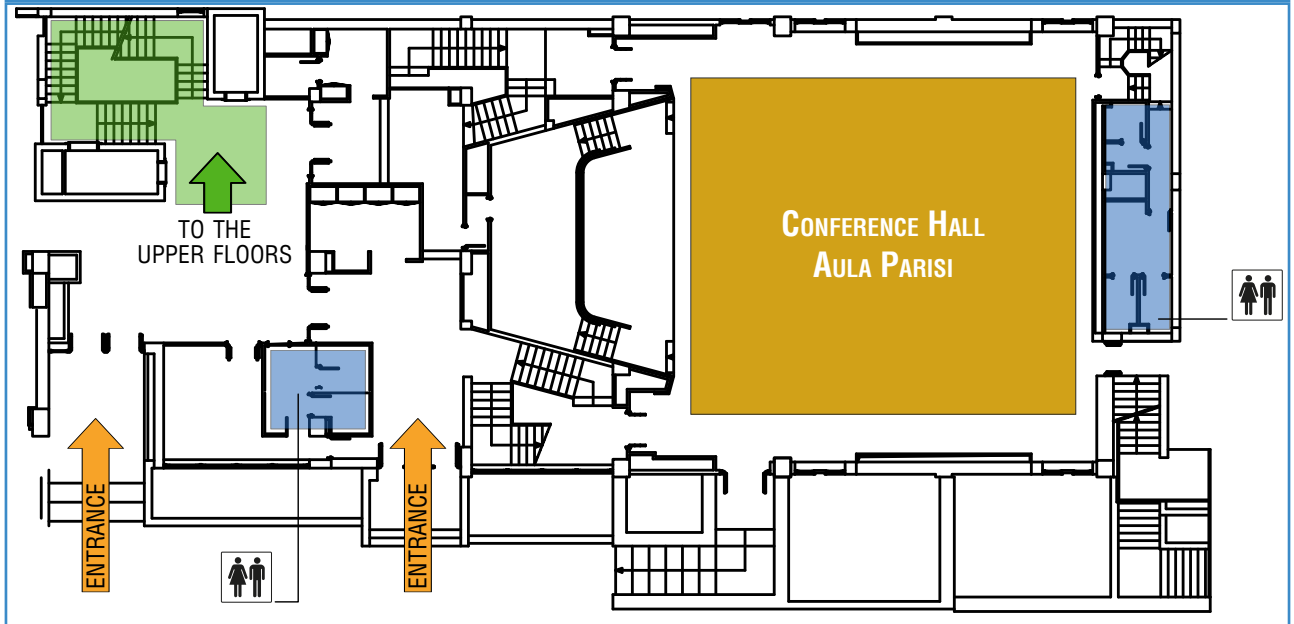 TO THE
UPPER FLOORS
CONFERENCE HALL
AULA PARISI
ENTRANCE
ENTRANCE